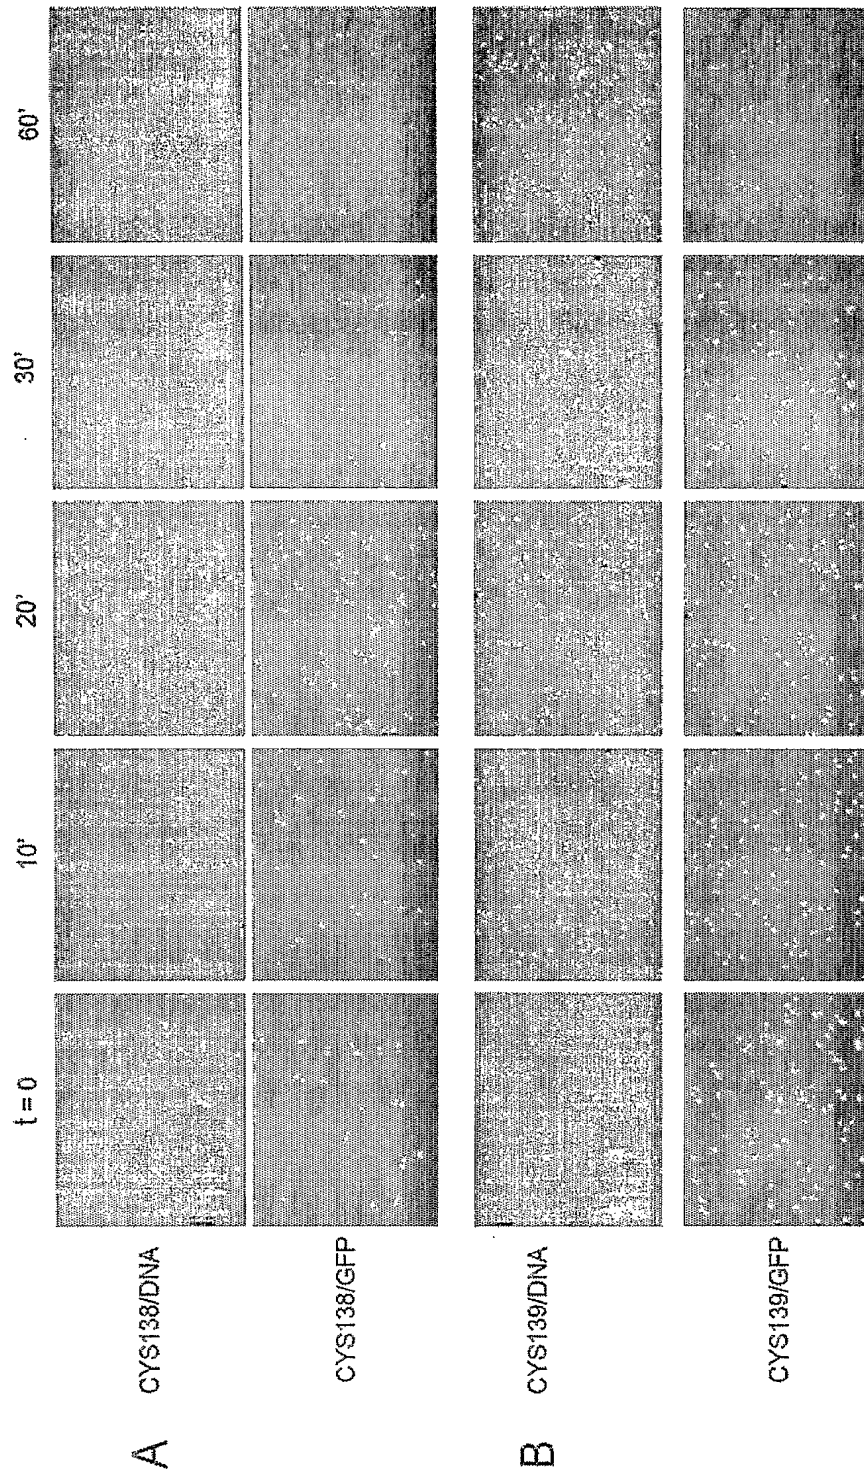 t = 0 10' 20' 30' 60'
A
CYS138/DNA
CYS138/GFP
B
CYS139/DNA
CYS139/GFP